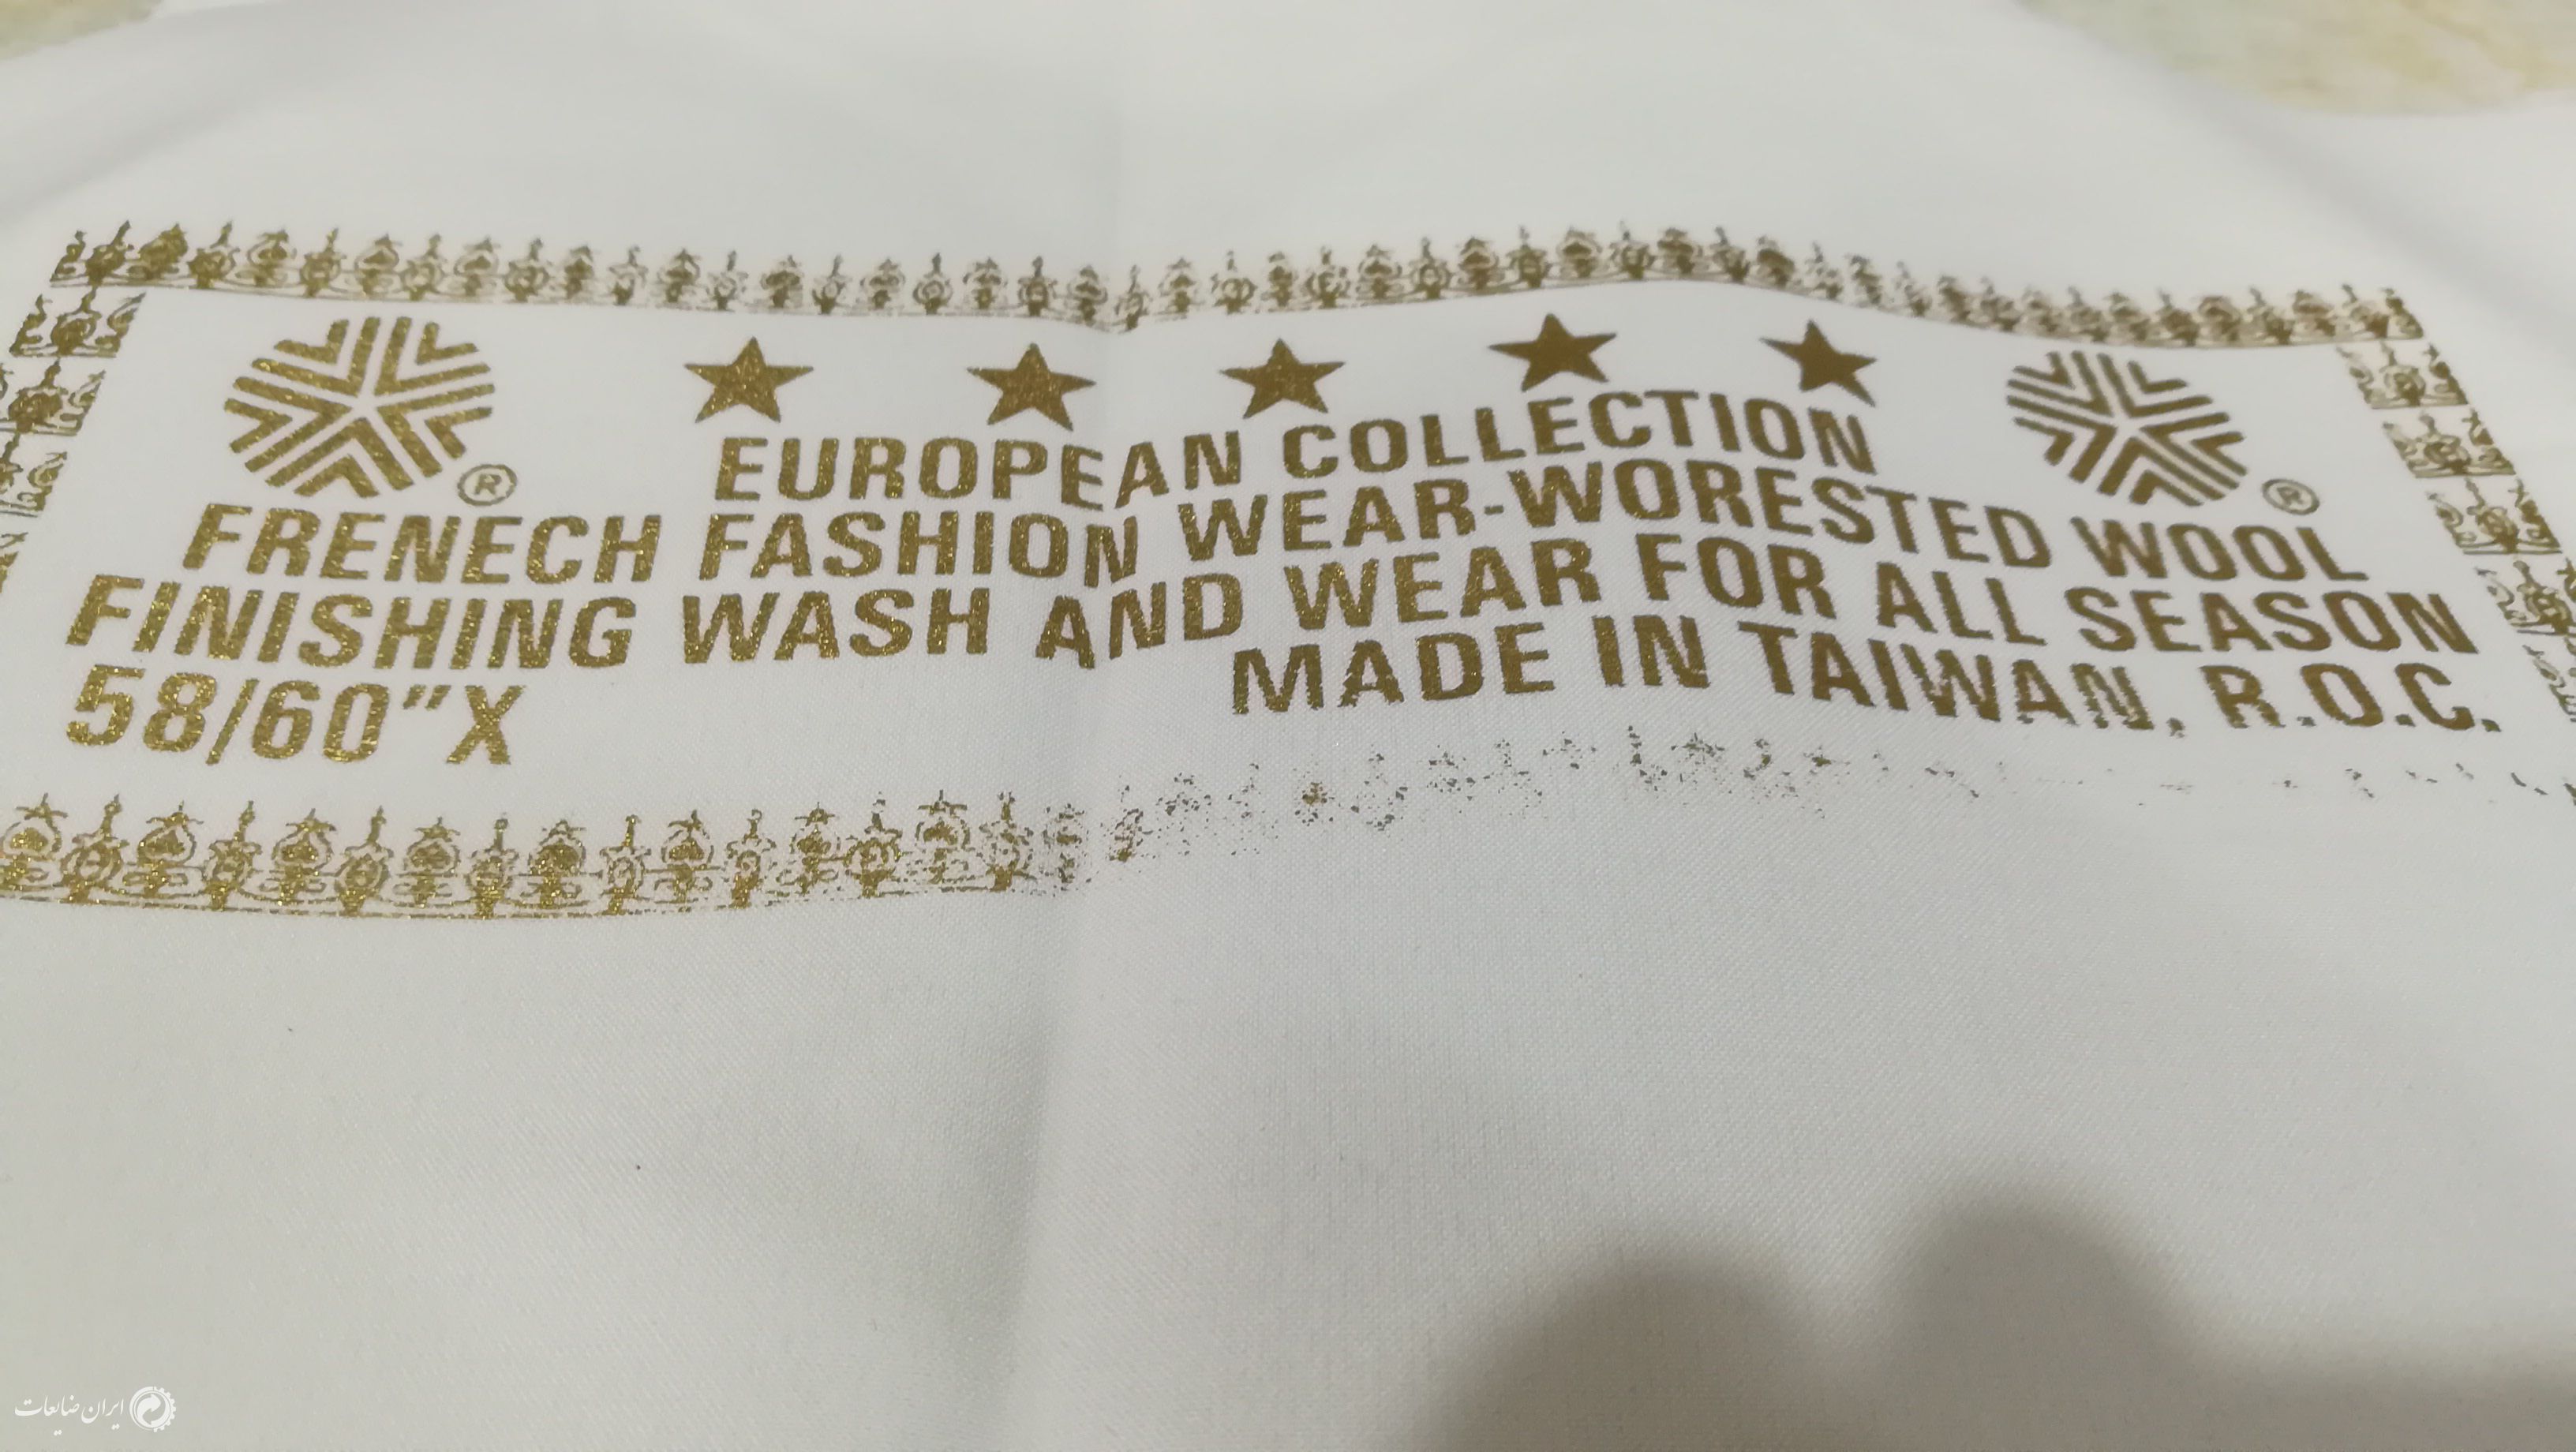 EUROPEAN COLLECTION
®
®
FRENECH FASHION WEAR-WORESTED WOOL
FINISHING WASH AND WEAR FOR ALL SEASON
58/60"X
MADE IN TAIWAN, R.O.C.
ایران ضایعات